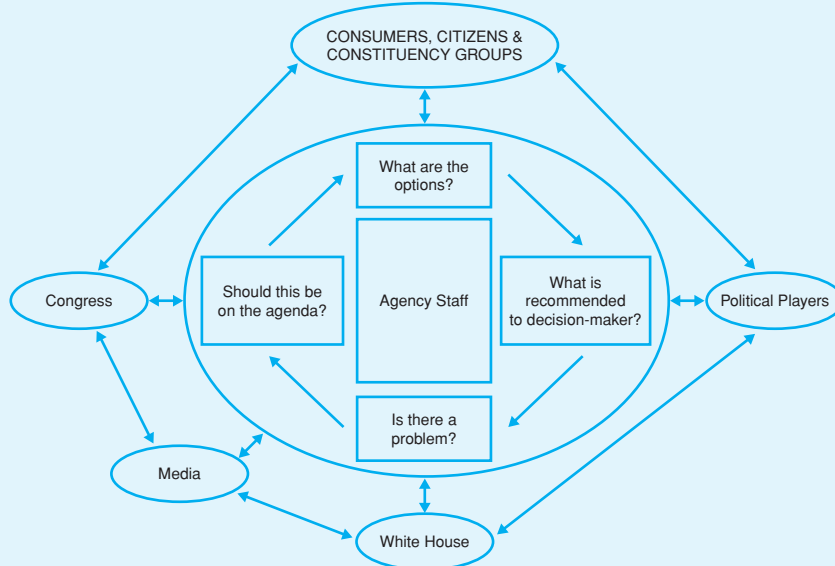 CONSUMERS, CITIZENS &
CONSTITUENCY GROUPS
What are the
options?
Congress
Should this be
on the agenda?
Agency Staff
What is
recommended
to decision-maker?
Political Players
Is there a
problem?
Media
White House